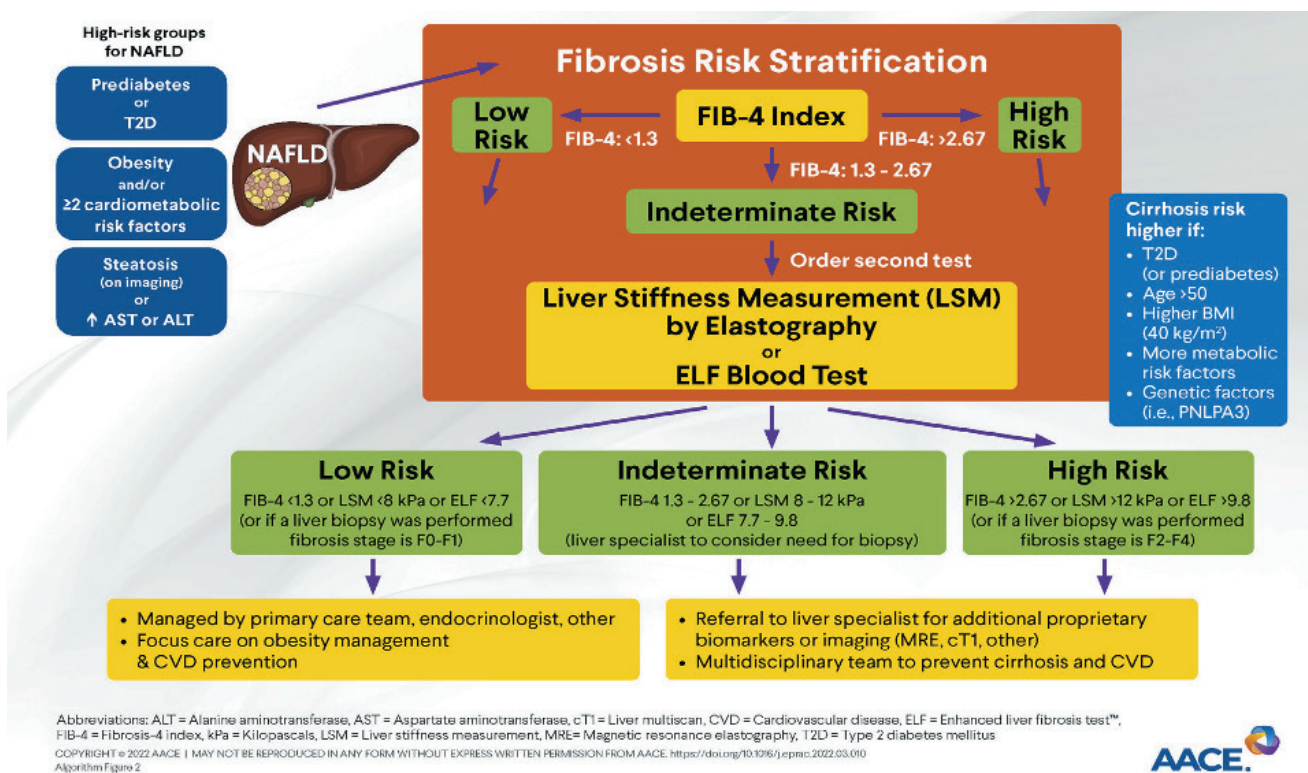 High-risk groups
for NAFLD
Prediabetes
or
T2D
Obesity
and/or
≥2 cardiometabolic
risk factors
Steatosis
(on imaging)
or
↑ AST or ALT
NAFLD
Fibrosis Risk Stratification
Low
Risk
FIB-4: <1.3
FIB-4 Index
FIB-4: >2.67
High
Risk
FIB-4: 1.3 - 2.67
Indeterminate Risk
Order second test
Liver Stiffness Measurement (LSM)
by Elastography
or
ELF Blood Test
Cirrhosis risk
higher if:
• T2D
(or prediabetes)
• Age >50
• Higher BMI
(40 kg/m²)
• More metabolic
risk factors
• Genetic factors
(i.e., PNLPA3)
Low Risk
FIB-4 <1.3 or LSM <8 kPa or ELF <7.7
(or if a liver biopsy was performed
fibrosis stage is F0-F1)
Indeterminate Risk
FIB-4 1.3 - 2.67 or LSM 8 - 12 kPa
or ELF 7.7 - 9.8
(liver specialist to consider need for biopsy)
High Risk
FIB-4 >2.67 or LSM >12 kPa or ELF >9.8
(or if a liver biopsy was performed
fibrosis stage is F2-F4)
• Managed by primary care team, endocrinologist, other
• Focus care on obesity management
& CVD prevention
• Referral to liver specialist for additional proprietary
biomarkers or imaging (MRE, cT1, other)
• Multidisciplinary team to prevent cirrhosis and CVD
Abbreviations: ALT = Alanine aminotransferase, AST = Aspartate aminotransferase, cT1 = Liver multiscan, CVD = Cardiovascular disease, ELF = Enhanced liver fibrosis test™,
FIB-4 = Fibrosis-4 index, kPa = Kilopascals, LSM = Liver stiffness measurement, MRE= Magnetic resonance elastography, T2D = Type 2 diabetes mellitus
COPYRIGHT © 2022 AACE | MAY NOT BE REPRODUCED IN ANY FORM WITHOUT EXPRESS WRITTEN PERMISSION FROM AACE. https://doi.org/10.1016/j.eprac.2022.03.010
Algorithm Figure 2
AACE.